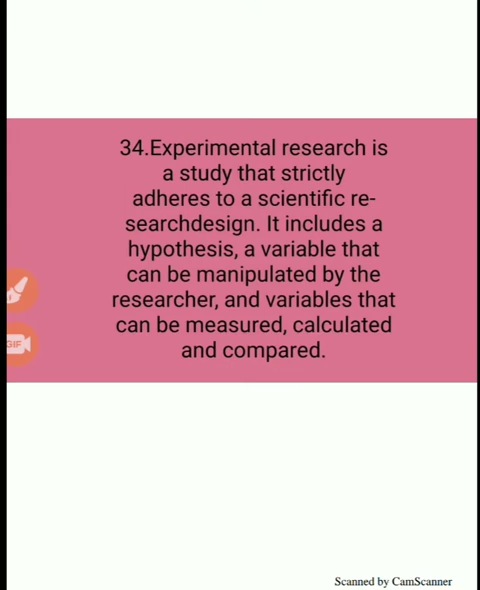 34.Experimental research is
a study that strictly
adheres to a scientific re-
searchdesign. It includes a
hypothesis, a variable that
can be manipulated by the
researcher, and variables that
can be measured, calculated
and compared.
GIF
Scanned by CamScanner